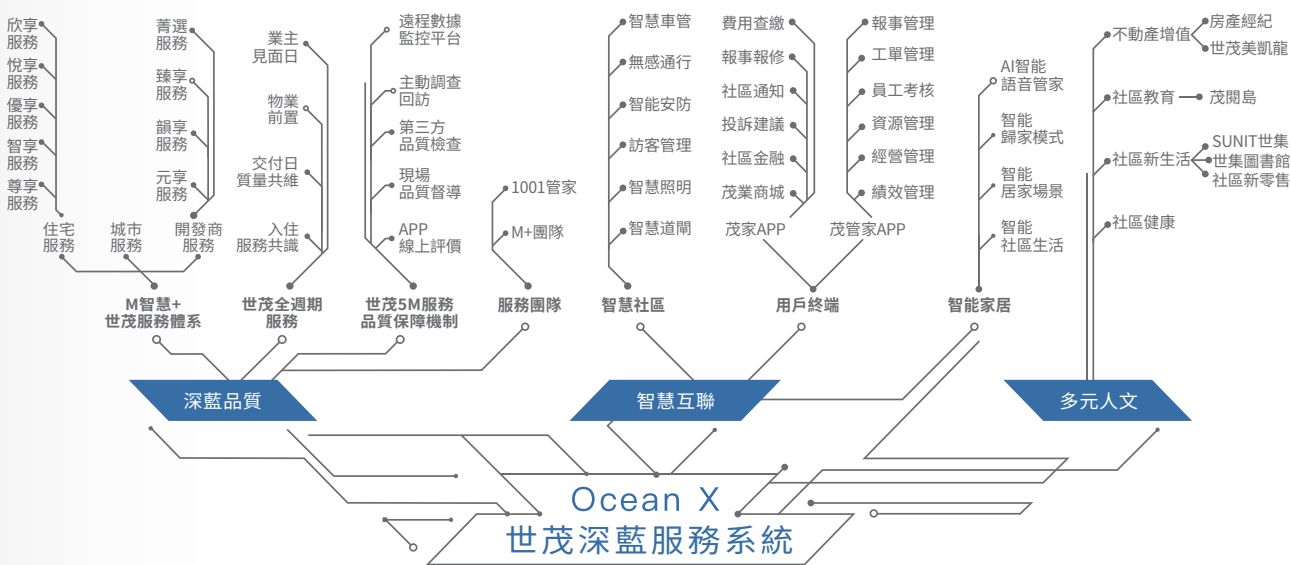 欣享
服務
悅享
服務
優享
服務
智享
服務
尊享
服務
住宅
服務
城市
服務
菁選
服務
臻享
服務
韻享
服務
元享
服務
開發商
服務
M智慧+
世茂服務體系
業主
見面日
物業
前置
交付日
質量共維
入住
服務共識
世茂全週期
服務
遠程數據
監控平台
主動調查
回訪
第三方
品質檢查
現場
品質督導
APP
線上評價
世茂5M服務
品質保障機制
1001管家
M+團隊
服務團隊
智慧車管
無感通行
智能安防
訪客管理
智慧照明
智慧道閘
智慧社區
費用查繳
報事報修
社區通知
投訴建議
社區金融
茂業商城
茂家APP
報事管理
工單管理
員工考核
資源管理
經營管理
績效管理
茂管家APP
用戶終端
AI智能
語音管家
智能
歸家模式
智能
居家場景
智能
社區生活
智能家居
不動產增值
房產經紀
世茂美凱龍
社區教育
茂閱島
社區新生活
SUNIT世集
世集圖書館
社區新零售
社區健康
深藍品質
智慧互聯
多元人文
Ocean X
世茂深藍服務系統